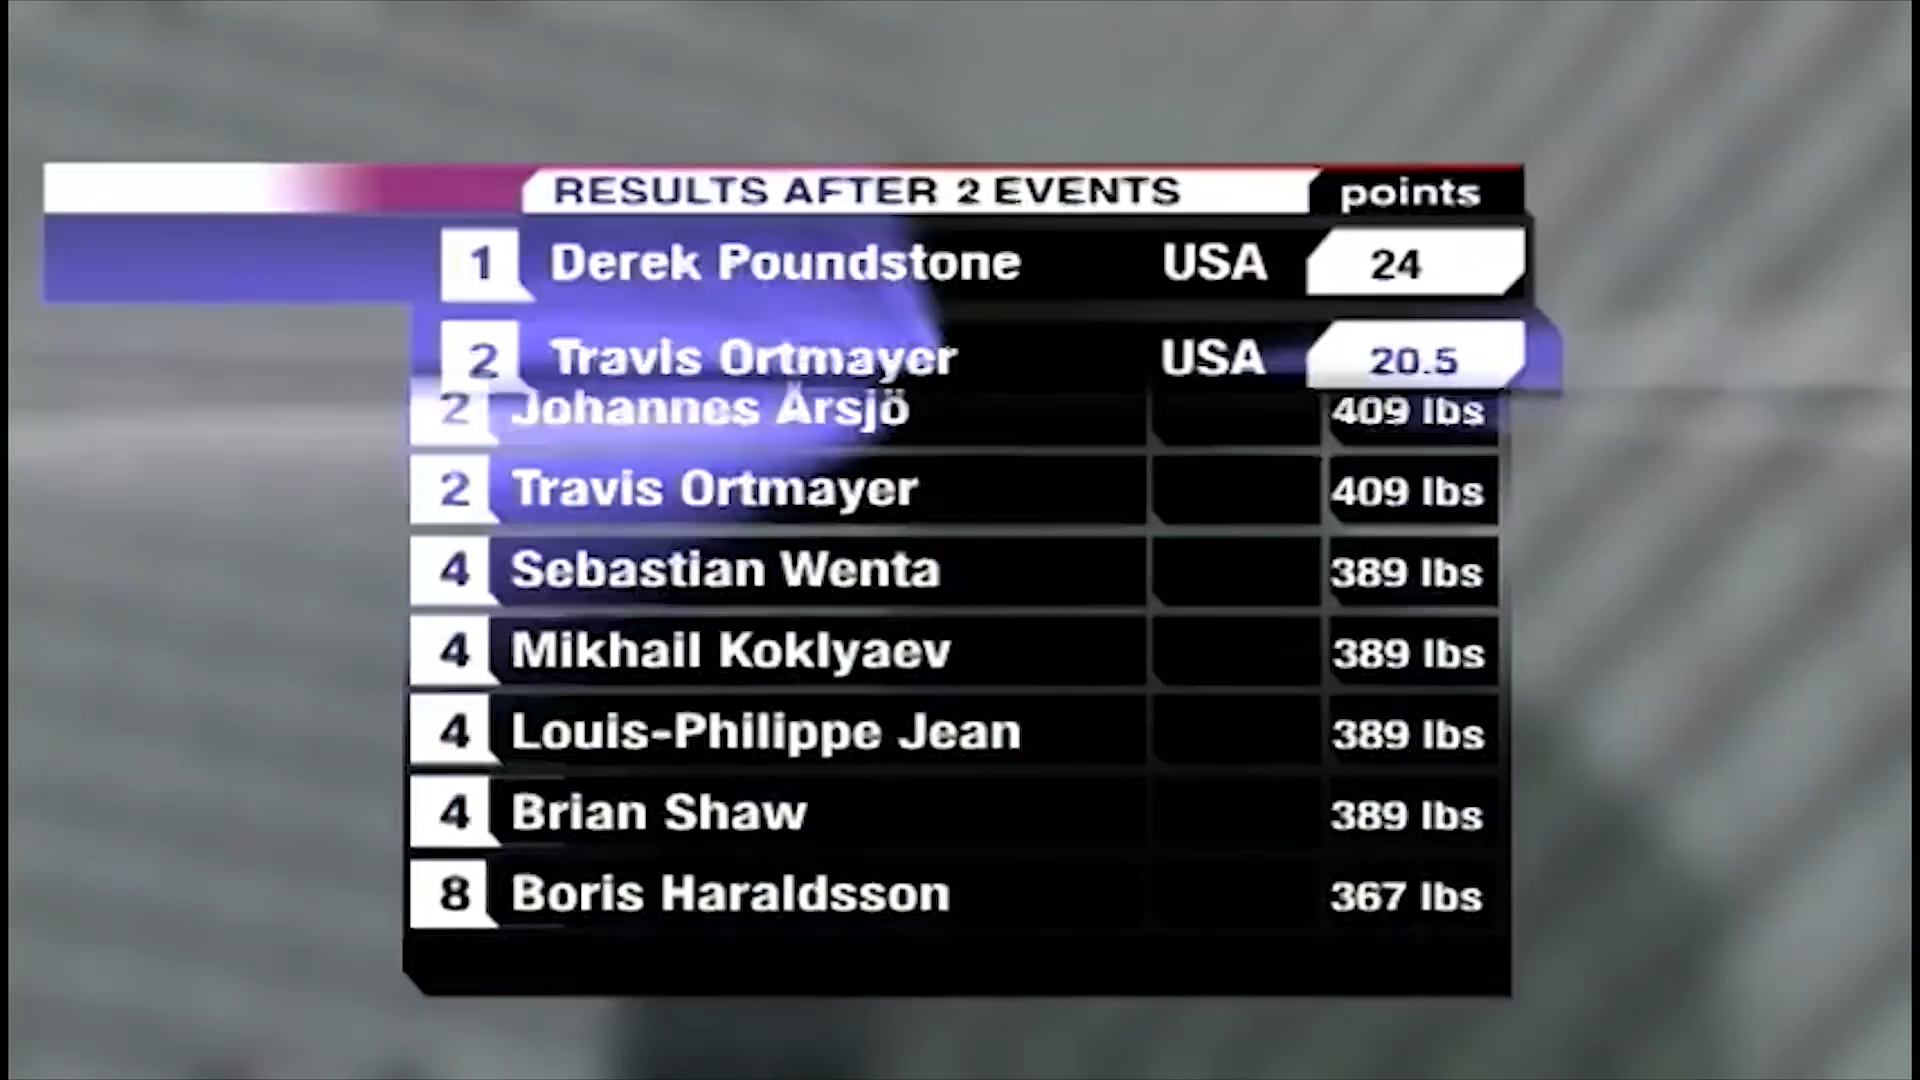 RESULTS AFTER 2 EVENTS points
1 Derek Poundstone USA 24
2 Travis Ortmayer USA 20.5
2 Johannes Årsjö 409 lbs
2 Travis Ortmayer 409 lbs
4 Sebastian Wenta 389 lbs
4 Mikhail Koklyaev 389 lbs
4 Louis-Philippe Jean 389 lbs
4 Brian Shaw 389 lbs
8 Boris Haraldsson 367 lbs